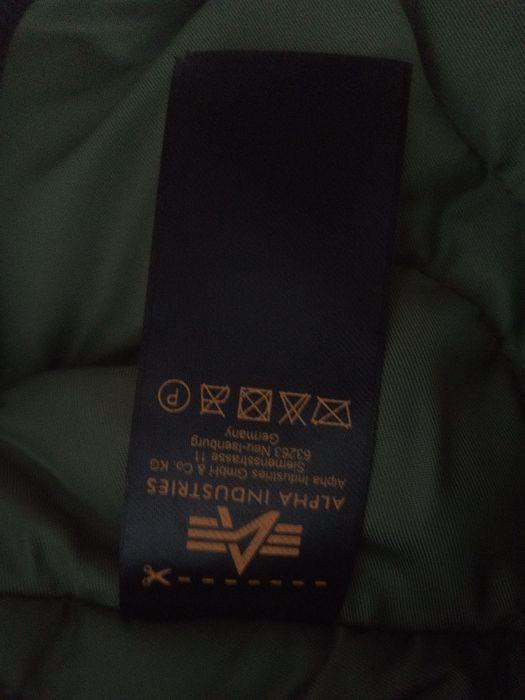 ALPHA INDUSTRIES
Alpha Industries GmbH & Co. KG
Siemensstrasse 11
63263 Neu-Isenburg
Germany
P